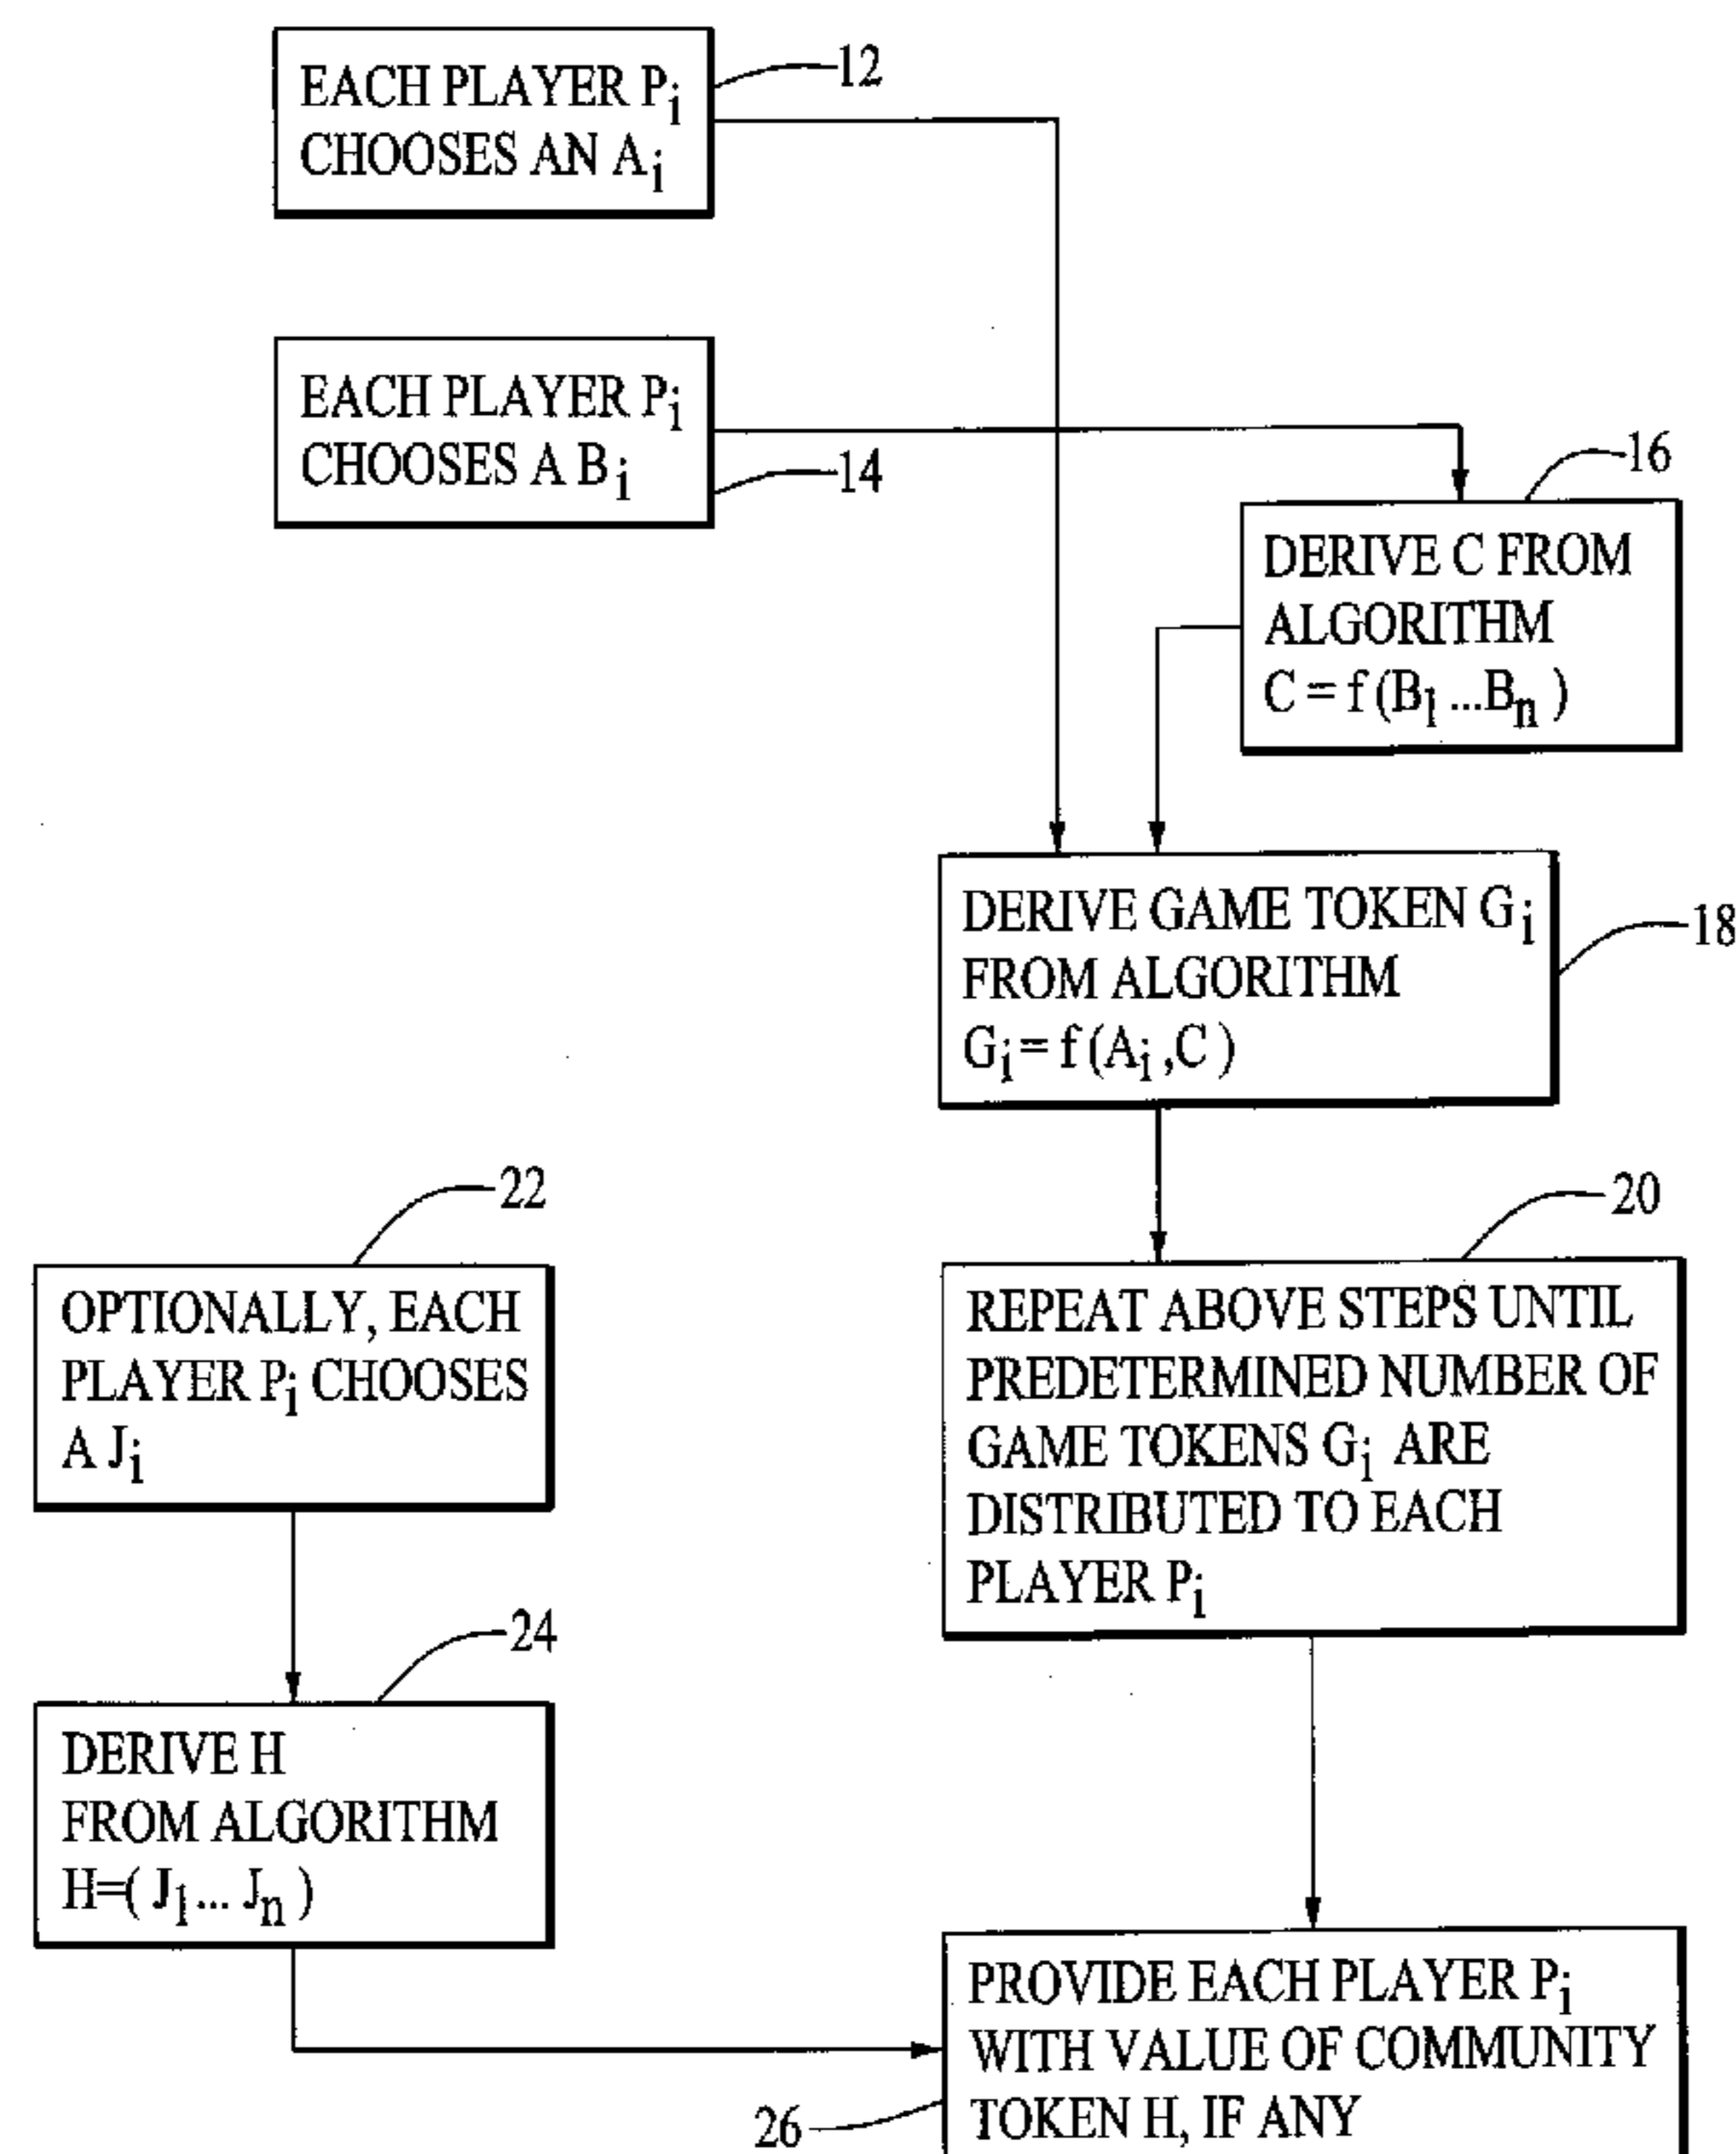 EACH PLAYER Pi
CHOOSES AN Ai
12
EACH PLAYER Pi
CHOOSES A Bi
14
16
DERIVE C FROM
ALGORITHM
C = f (B1 ... Bn )
DERIVE GAME TOKEN Gi
FROM ALGORITHM
Gi = f (Ai ,C )
18
20
REPEAT ABOVE STEPS UNTIL
PREDETERMINED NUMBER OF
GAME TOKENS Gi ARE
DISTRIBUTED TO EACH
PLAYER Pi
22
OPTIONALLY, EACH
PLAYER Pi CHOOSES
A Ji
24
DERIVE H
FROM ALGORITHM
H=( J1 ... Jn )
PROVIDE EACH PLAYER Pi
WITH VALUE OF COMMUNITY
TOKEN H, IF ANY
26